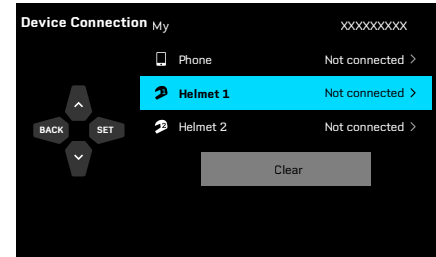 Device Connection My XXXXXXXXX
Phone Not connected >
Helmet 1 Not connected >
BACK SET Helmet 2 Not connected >
Clear